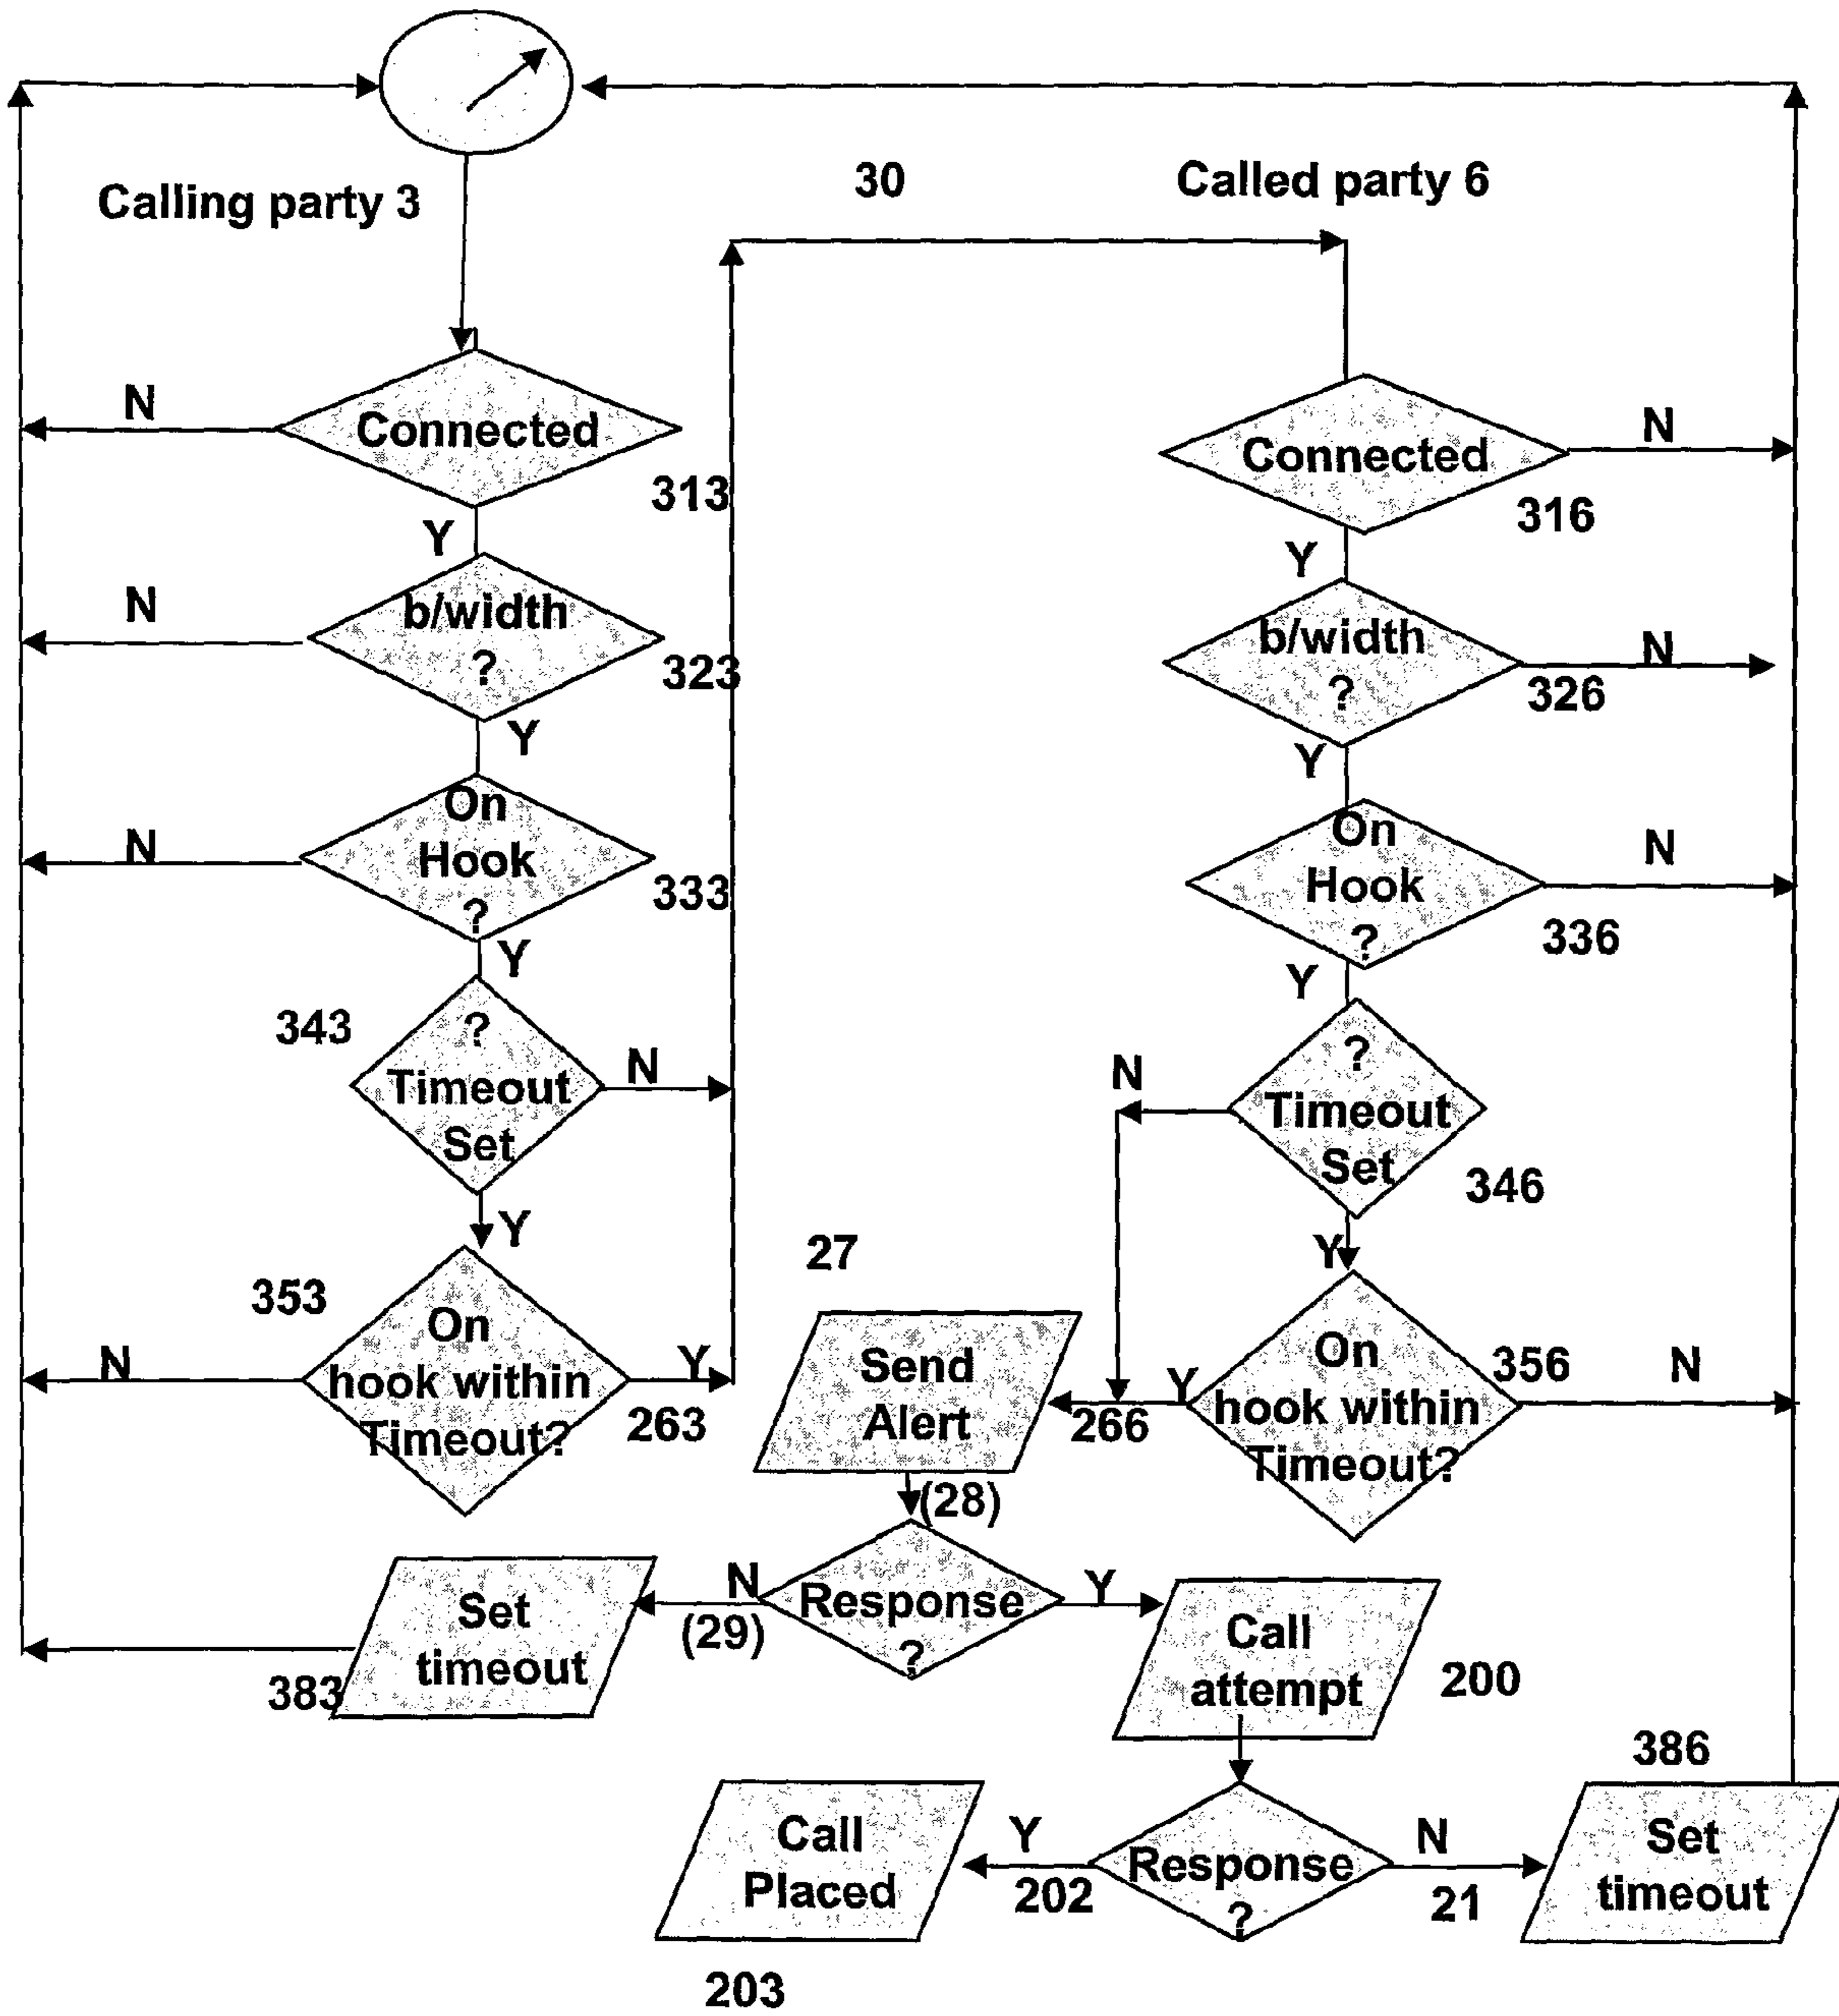 30
Called party 6
Calling party 3
N
Connected
313
Y
N
b/width
?
323
Y
N
On
Hook
?
333
Y
343
?
Timeout
Set
N
Y
353
On
hook within
Timeout?
N
Y
263
Connected
N
316
Y
b/width
?
N
326
Y
On
Hook
?
N
336
Y
?
Timeout
Set
N
346
Y
On
hook within
Timeout?
356
N
Y
266
27
Send
Alert
(28)
Response
?
N
(29)
Y
Set
timeout
383
Call
attempt
200
Response
?
Y
202
N
21
Call
Placed
203
386
Set
timeout